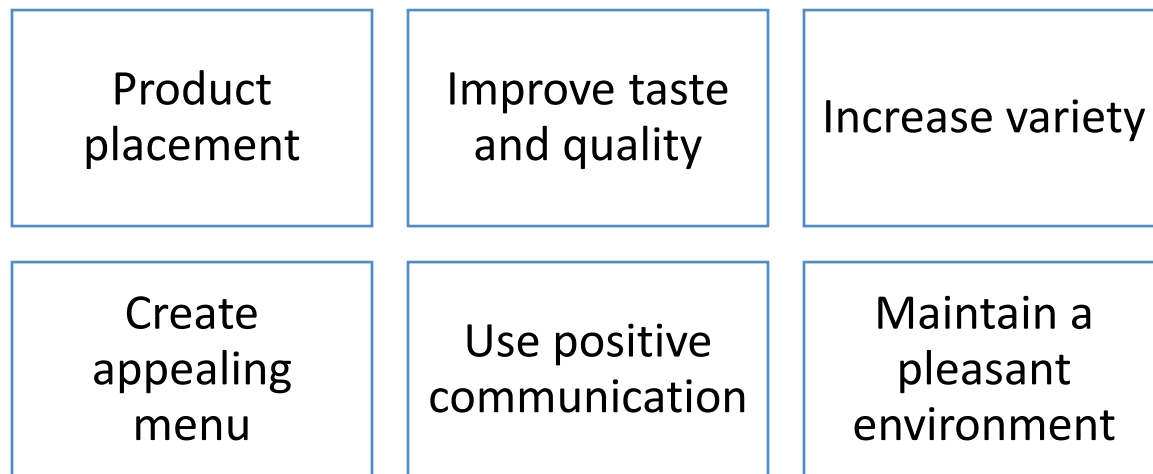 Product
placement
Improve taste
and quality
Increase variety
Create
appealing
menu
Use positive
communication
Maintain a
pleasant
environment